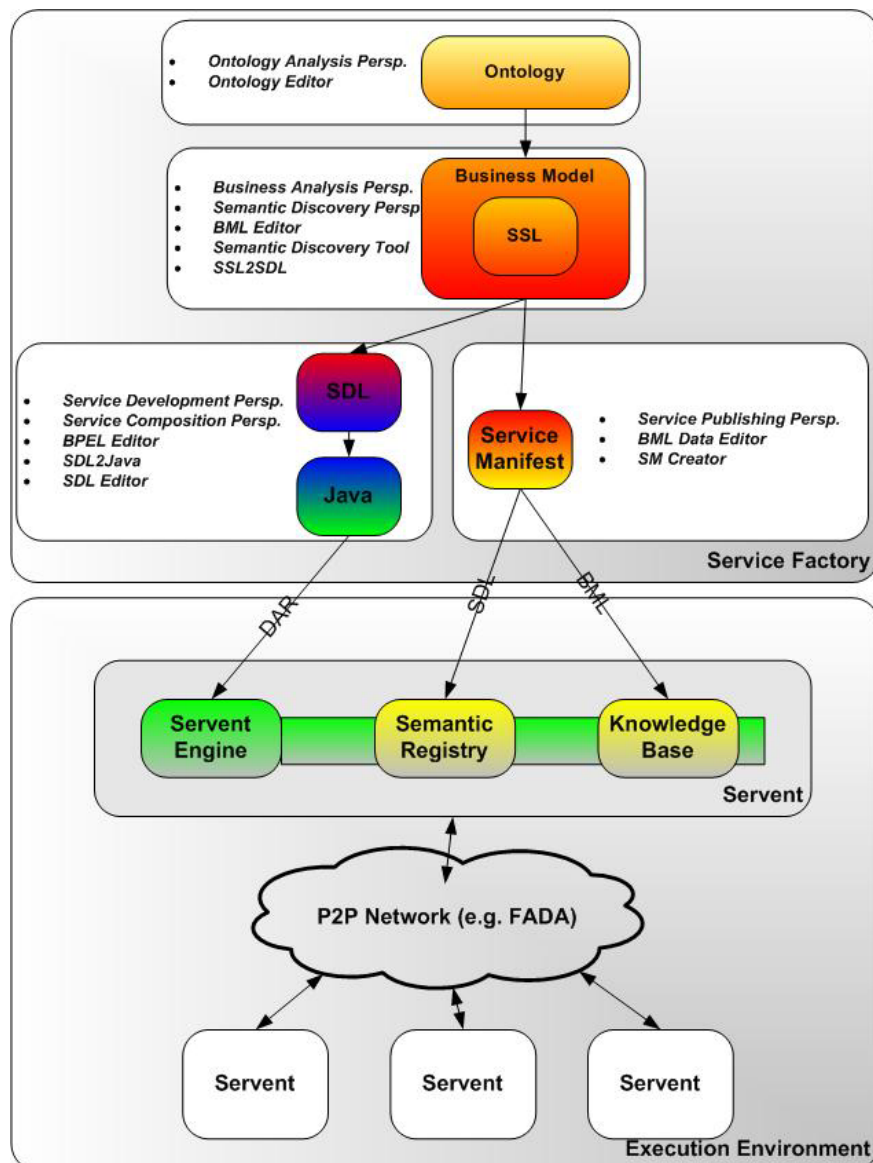 • Ontology Analysis Persp.
• Ontology Editor
Ontology
• Business Analysis Persp.
• Semantic Discovery Persp
• BML Editor
• Semantic Discovery Tool
• SSL2SDL
Business Model
SSL
• Service Development Persp.
• Service Composition Persp.
• BPEL Editor
• SDL2Java
• SDL Editor
SDL
Java
Service
Manifest
• Service Publishing Persp.
• BML Data Editor
• SM Creator
Service Factory
DAR
SDL
BML
Servent
Engine
Semantic
Registry
Knowledge
Base
Servent
P2P Network (e.g. FADA)
Servent
Servent
Servent
Execution Environment